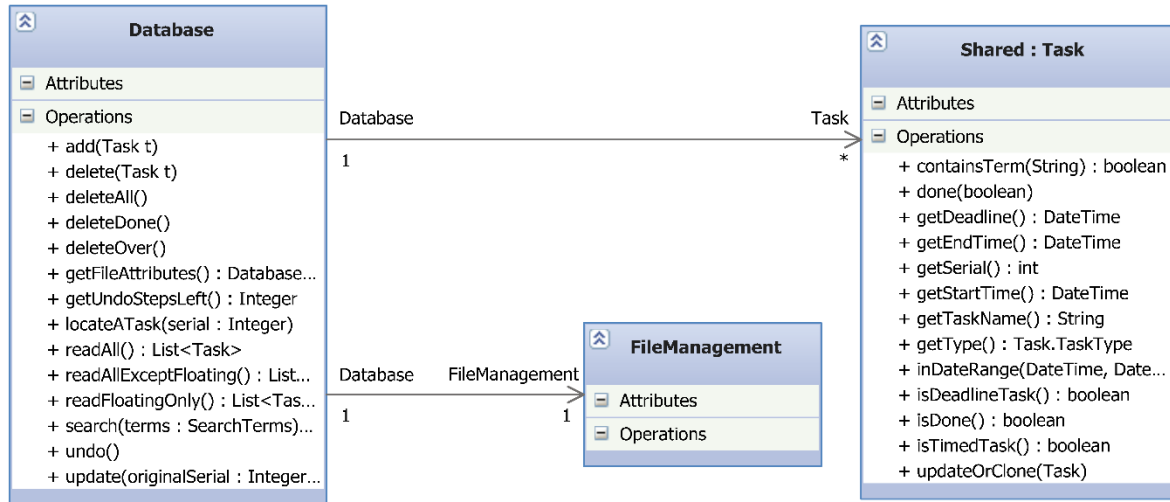 Database
Attributes
Operations
+ add(Task t)
+ delete(Task t)
+ deleteAll()
+ deleteDone()
+ deleteOver()
+ getFileAttributes() : Database...
+ getUndoStepsLeft() : Integer
+ locateATask(serial : Integer)
+ readAll() : List<Task>
+ readAllExceptFloating() : List...
+ readFloatingOnly() : List<Tas...
+ search(terms : SearchTerms)...
+ undo()
+ update(originalSerial : Integer...
Database Task
1 *
Database FileManagement
1 1
FileManagement
Attributes
Operations
Shared : Task
Attributes
Operations
+ containsTerm(String) : boolean
+ done(boolean)
+ getDeadline() : DateTime
+ getEndTime() : DateTime
+ getSerial() : int
+ getStartTime() : DateTime
+ getTaskName() : String
+ getType() : Task.TaskType
+ inDateRange(DateTime, Date...
+ isDeadlineTask() : boolean
+ isDone() : boolean
+ isTimedTask() : boolean
+ updateOrClone(Task)